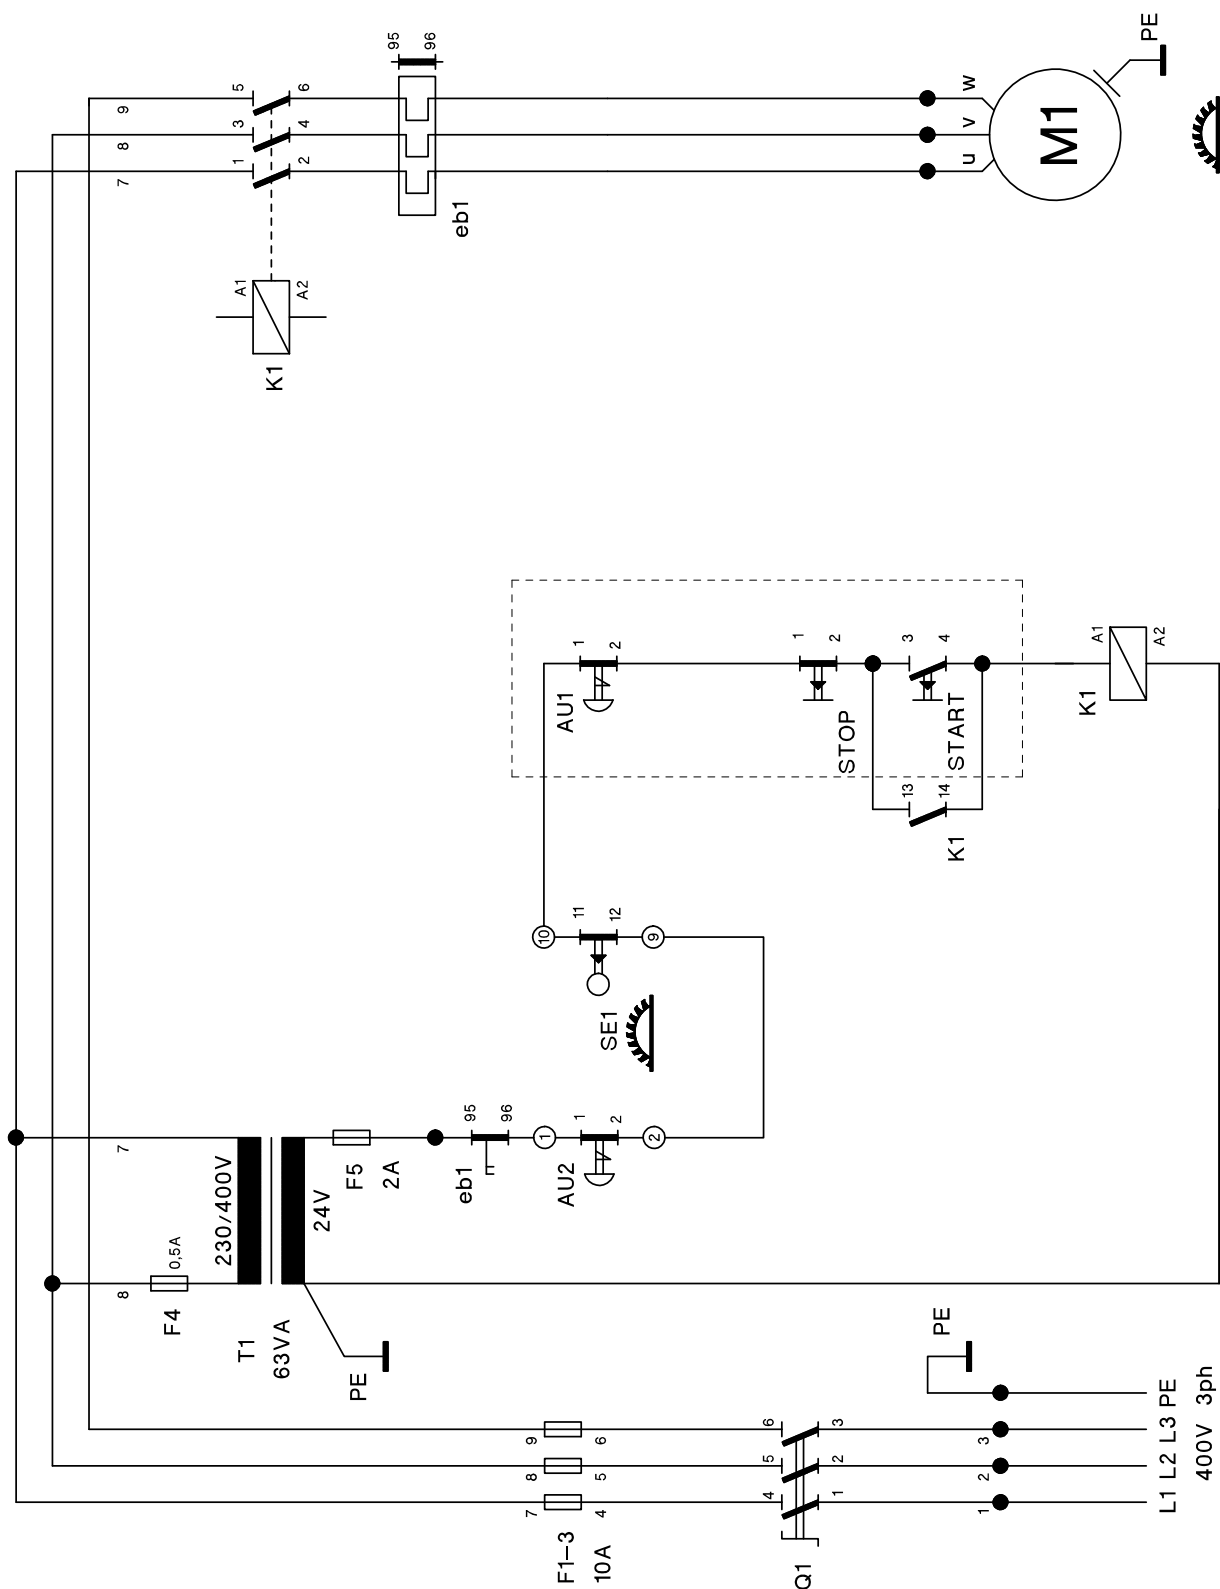 L1 L2 L3 PE
400V 3ph
1
2
3
PE
Q1
1
2
3
4
5
6
F1-3
10A
4
5
6
7
8
9
8
F4
0,5A
T1
63VA
230/400V
24V
PE
7
F5
2A
eb1
95
96
1
AU2
1
2
2
SE1
10
11
12
9
AU1
1
2
STOP
1
2
START
3
4
K1
13
14
K1
A1
A2
K1
A1
A2
7
8
9
1
3
5
2
4
6
eb1
95
96
u
v
w
M1
PE